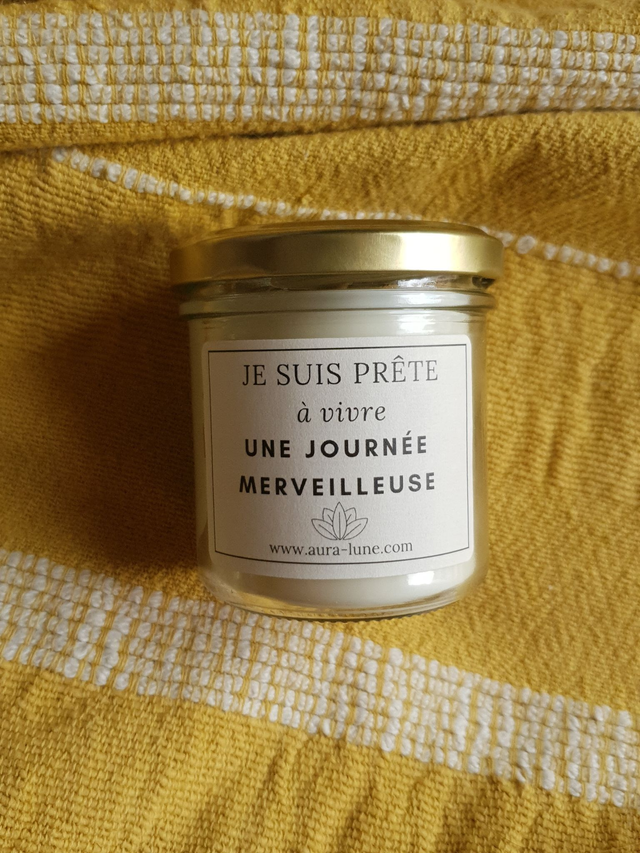 JE SUIS PRÊTE
à vivre
UNE JOURNÉE
MERVEILLEUSE
www.aura-lune.com